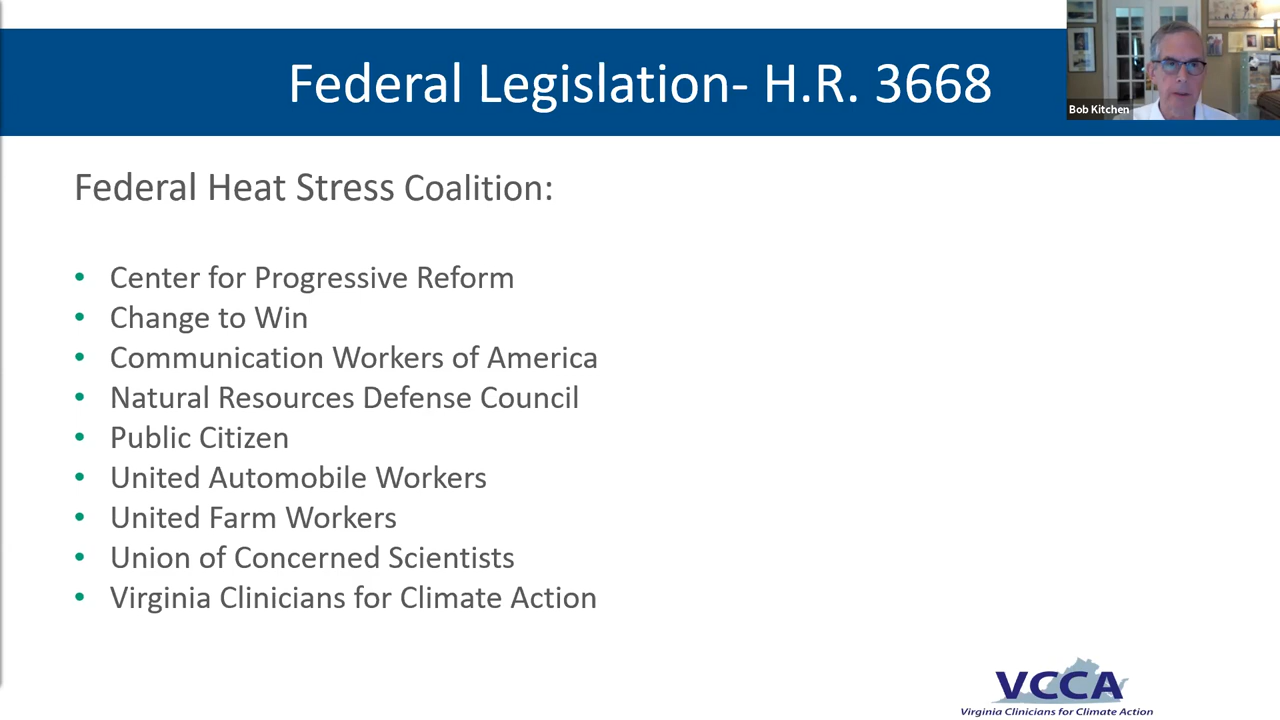 Federal Legislation- H.R. 3668
Bob Kitchen
Federal Heat Stress Coalition:
• Center for Progressive Reform
• Change to Win
• Communication Workers of America
• Natural Resources Defense Council
• Public Citizen
• United Automobile Workers
• United Farm Workers
• Union of Concerned Scientists
• Virginia Clinicians for Climate Action
VCCA
Virginia Clinicians for Climate Action